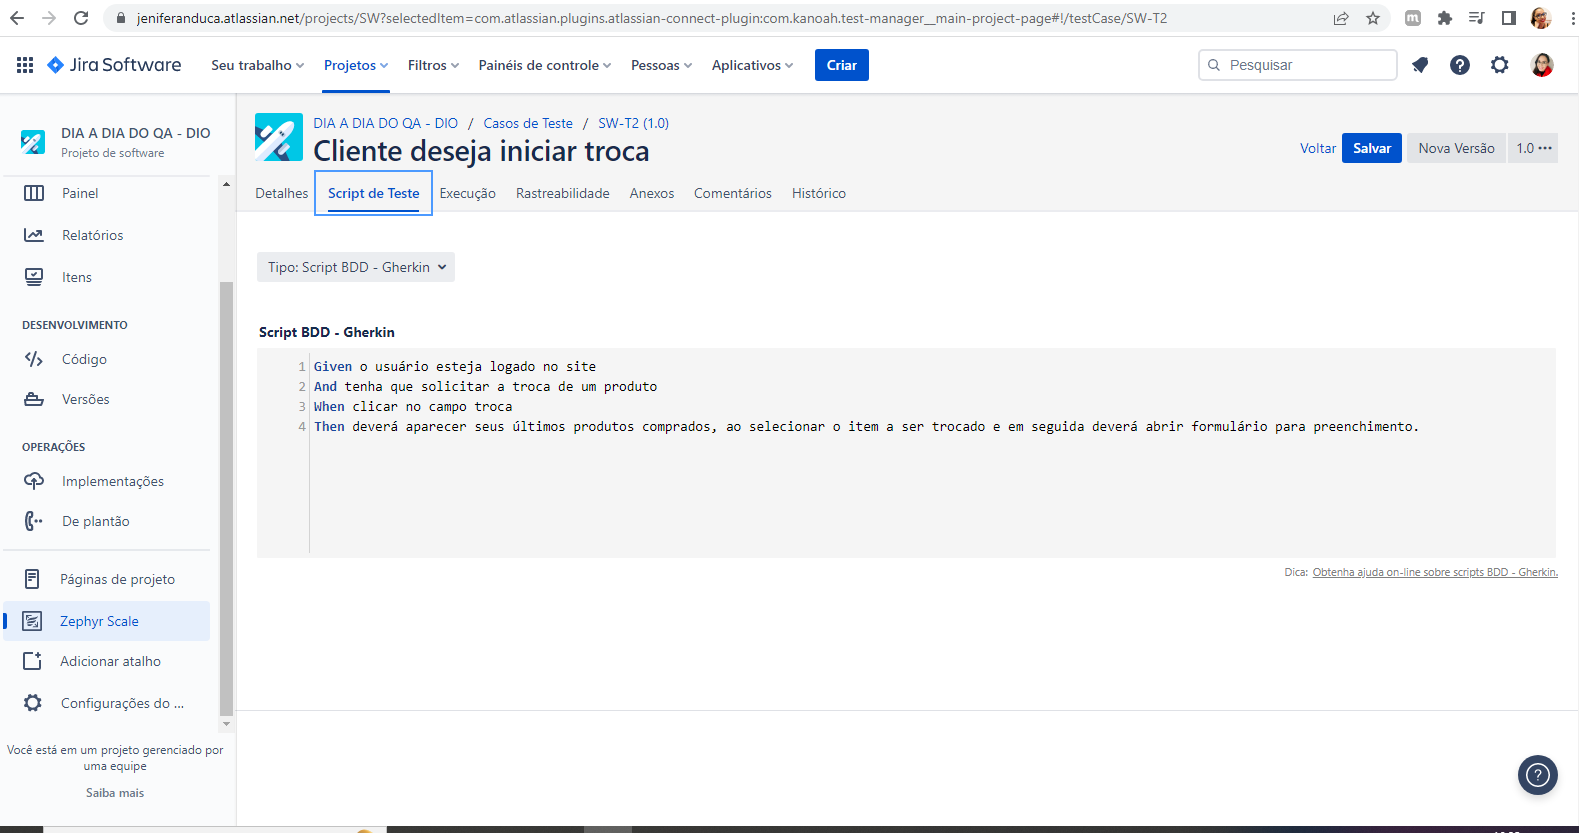 jeniferanduca.atlassian.net/projects/SW?selectedItem=com.atlassian.plugins.atlassian-connect-plugin:com.kanoah.test-manager__main-project-page#!/testCase/SW-T2
Jira Software
Seu trabalho
Projetos
Filtros
Painéis de controle
Pessoas
Aplicativos
Criar
Pesquisar
DIA A DIA DO QA - DIO
Projeto de software
Painel
Relatórios
Itens
DESENVOLVIMENTO
Código
Versões
OPERAÇÕES
Implementações
De plantão
Páginas de projeto
Zephyr Scale
Adicionar atalho
Configurações do ...
Você está em um projeto gerenciado por
uma equipe
Saiba mais
DIA A DIA DO QA - DIO / Casos de Teste / SW-T2 (1.0)
Cliente deseja iniciar troca
Voltar
Salvar
Nova Versão
1.0
Detalhes
Script de Teste
Execução
Rastreabilidade
Anexos
Comentários
Histórico
Tipo: Script BDD - Gherkin
Script BDD - Gherkin
1 Given o usuário esteja logado no site
2 And tenha que solicitar a troca de um produto
3 When clicar no campo troca
4 Then deverá aparecer seus últimos produtos comprados, ao selecionar o item a ser trocado e em seguida deverá abrir formulário para preenchimento.
Dica: Obtenha ajuda on-line sobre scripts BDD - Gherkin.